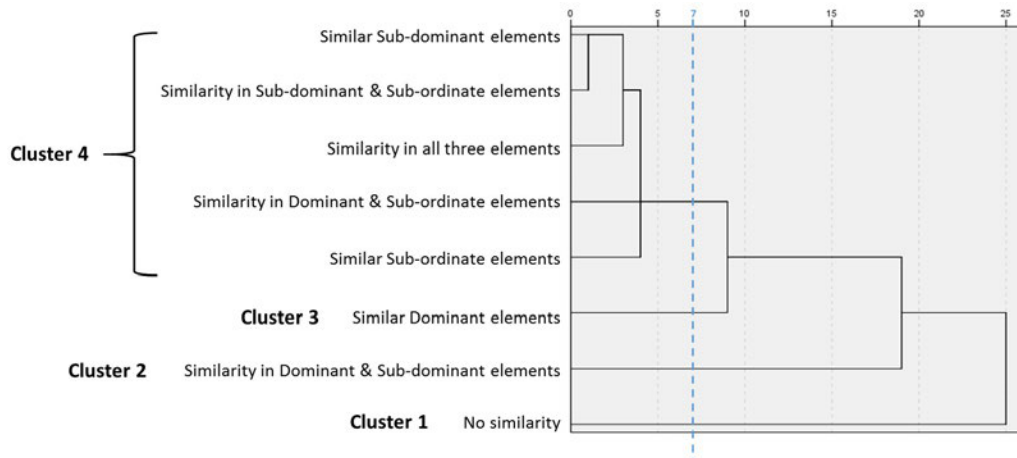 0 5 7 10 15 20 25
Similar Sub-dominant elements
Similarity in Sub-dominant & Sub-ordinate elements
Cluster 4
Similarity in all three elements
Similarity in Dominant & Sub-ordinate elements
Similar Sub-ordinate elements
Cluster 3 Similar Dominant elements
Cluster 2 Similarity in Dominant & Sub-dominant elements
Cluster 1 No similarity